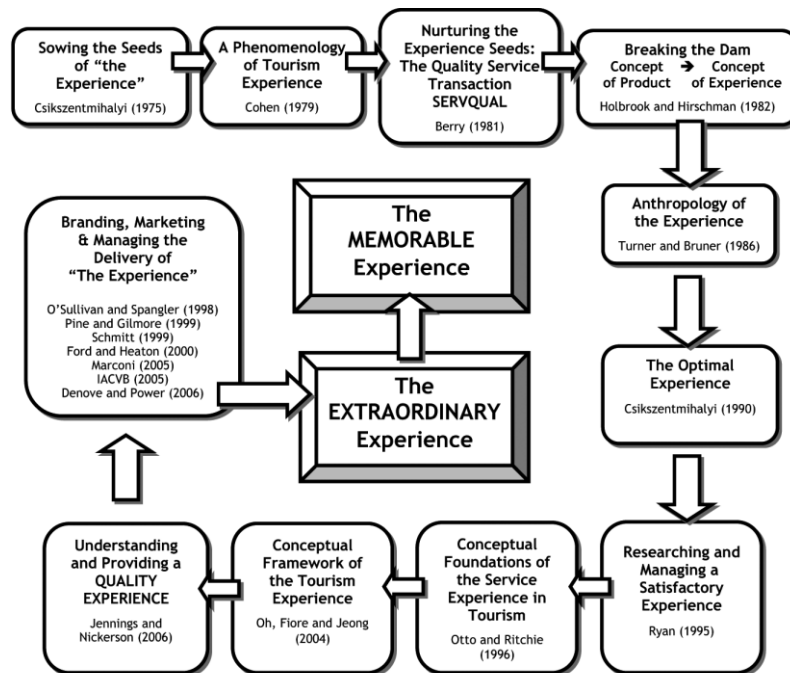 Sowing the Seeds
of “the
Experience”
Csikszentmihalyi (1975)
A Phenomenology
of Tourism
Experience
Cohen (1979)
Nurturing the
Experience Seeds:
The Quality Service
Transaction
SERVQUAL
Berry (1981)
Breaking the Dam
Concept ➔ Concept
of Product of Experience
Holbrook and Hirschman (1982)
Anthropology of
the Experience
Turner and Bruner (1986)
The Optimal
Experience
Csikszentmihalyi (1990)
Researching and
Managing a
Satisfactory
Experience
Ryan (1995)
Conceptual
Foundations of
the Service
Experience in
Tourism
Otto and Ritchie
(1996)
Conceptual
Framework of
the Tourism
Experience
Oh, Fiore and Jeong
(2004)
Understanding
and Providing a
QUALITY
EXPERIENCE
Jennings and
Nickerson (2006)
Branding, Marketing
& Managing the
Delivery of
“The Experience”
O’Sullivan and Spangler (1998)
Pine and Gilmore (1999)
Schmitt (1999)
Ford and Heaton (2000)
Marconi (2005)
IACVB (2005)
Denove and Power (2006)
The
EXTRAORDINARY
Experience
The
MEMORABLE
Experience